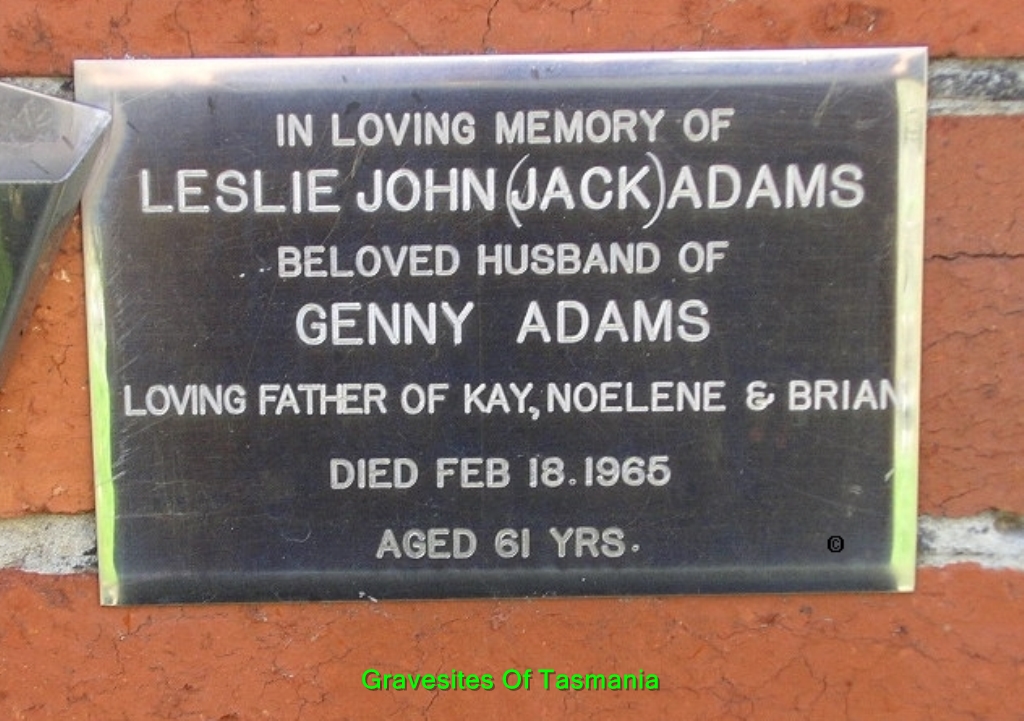 IN LOVING MEMORY OF
LESLIE JOHN (JACK) ADAMS
BELOVED HUSBAND OF
GENNY ADAMS
LOVING FATHER OF KAY, NOELENE & BRIAN
DIED FEB 18. 1965
AGED 61 YRS.
©
Gravesites Of Tasmania